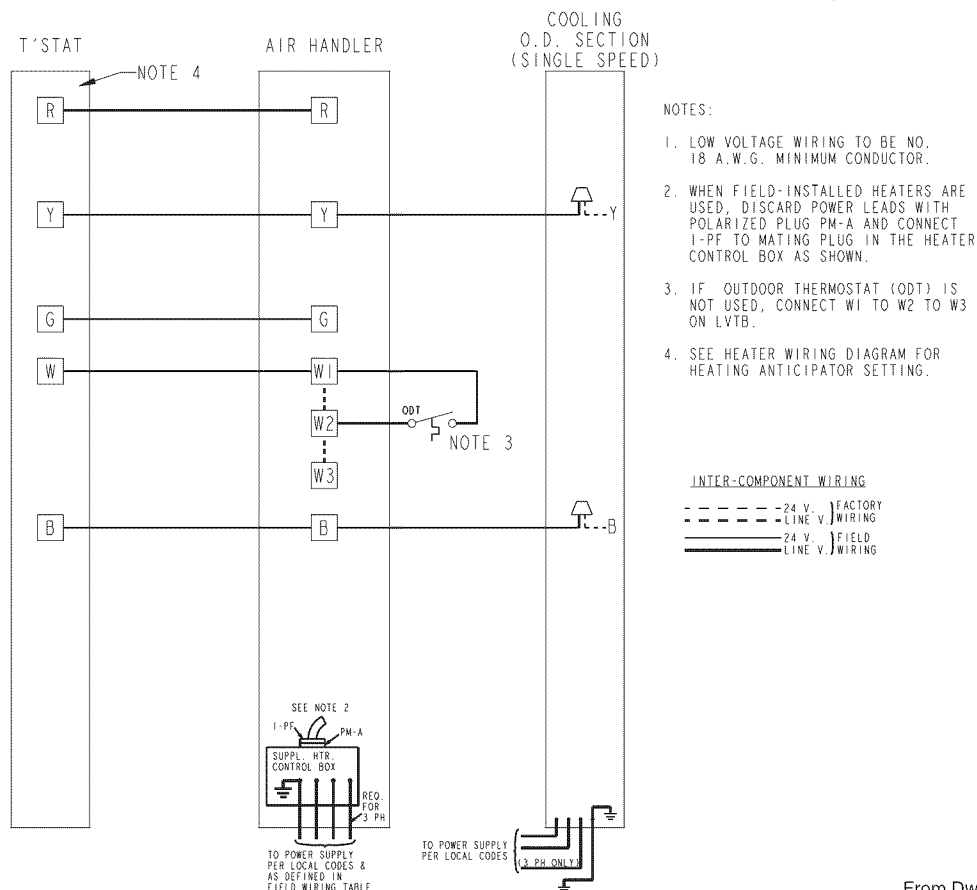 COOLING
O.D. SECTION
(SINGLE SPEED)
T'STAT
AIR HANDLER
NOTE 4
R
R
Y
Y
Y
G
G
W
W1
ODT
W2
NOTE 3
W3
B
B
B
NOTES:
1. LOW VOLTAGE WIRING TO BE NO.
18 A.W.G. MINIMUM CONDUCTOR.
2. WHEN FIELD-INSTALLED HEATERS ARE
USED, DISCARD POWER LEADS WITH
POLARIZED PLUG PM-A AND CONNECT
1-PF TO MATING PLUG IN THE HEATER
CONTROL BOX AS SHOWN.
3. IF OUTDOOR THERMOSTAT (ODT) IS
NOT USED, CONNECT W1 TO W2 TO W3
ON LVTB.
4. SEE HEATER WIRING DIAGRAM FOR
HEATING ANTICIPATOR SETTING.
INTER-COMPONENT WIRING
24 V. FACTORY
LINE V. WIRING
24 V. FIELD
LINE V. WIRING
SEE NOTE 2
1-PF
PM-A
SUPPL. HTR.
CONTROL BOX
REQ.
FOR
3 PH
TO POWER SUPPLY
PER LOCAL CODES &
AS DEFINED IN
FIELD WIRING TABLE
TO POWER SUPPLY
PER LOCAL CODES
(3 PH ONLY)
From Dw